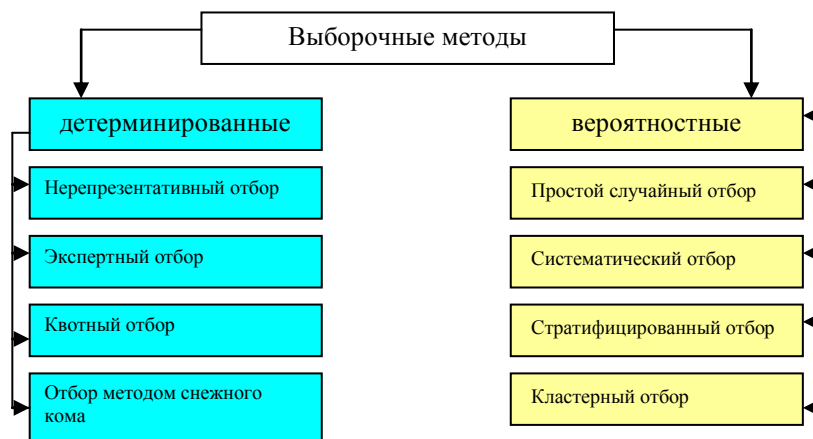 Выборочные методы
детерминированные
Нерепрезентативный отбор
Экспертный отбор
Квотный отбор
Отбор методом снежного
кома
вероятностные
Простой случайный отбор
Систематический отбор
Стратифицированный отбор
Кластерный отбор